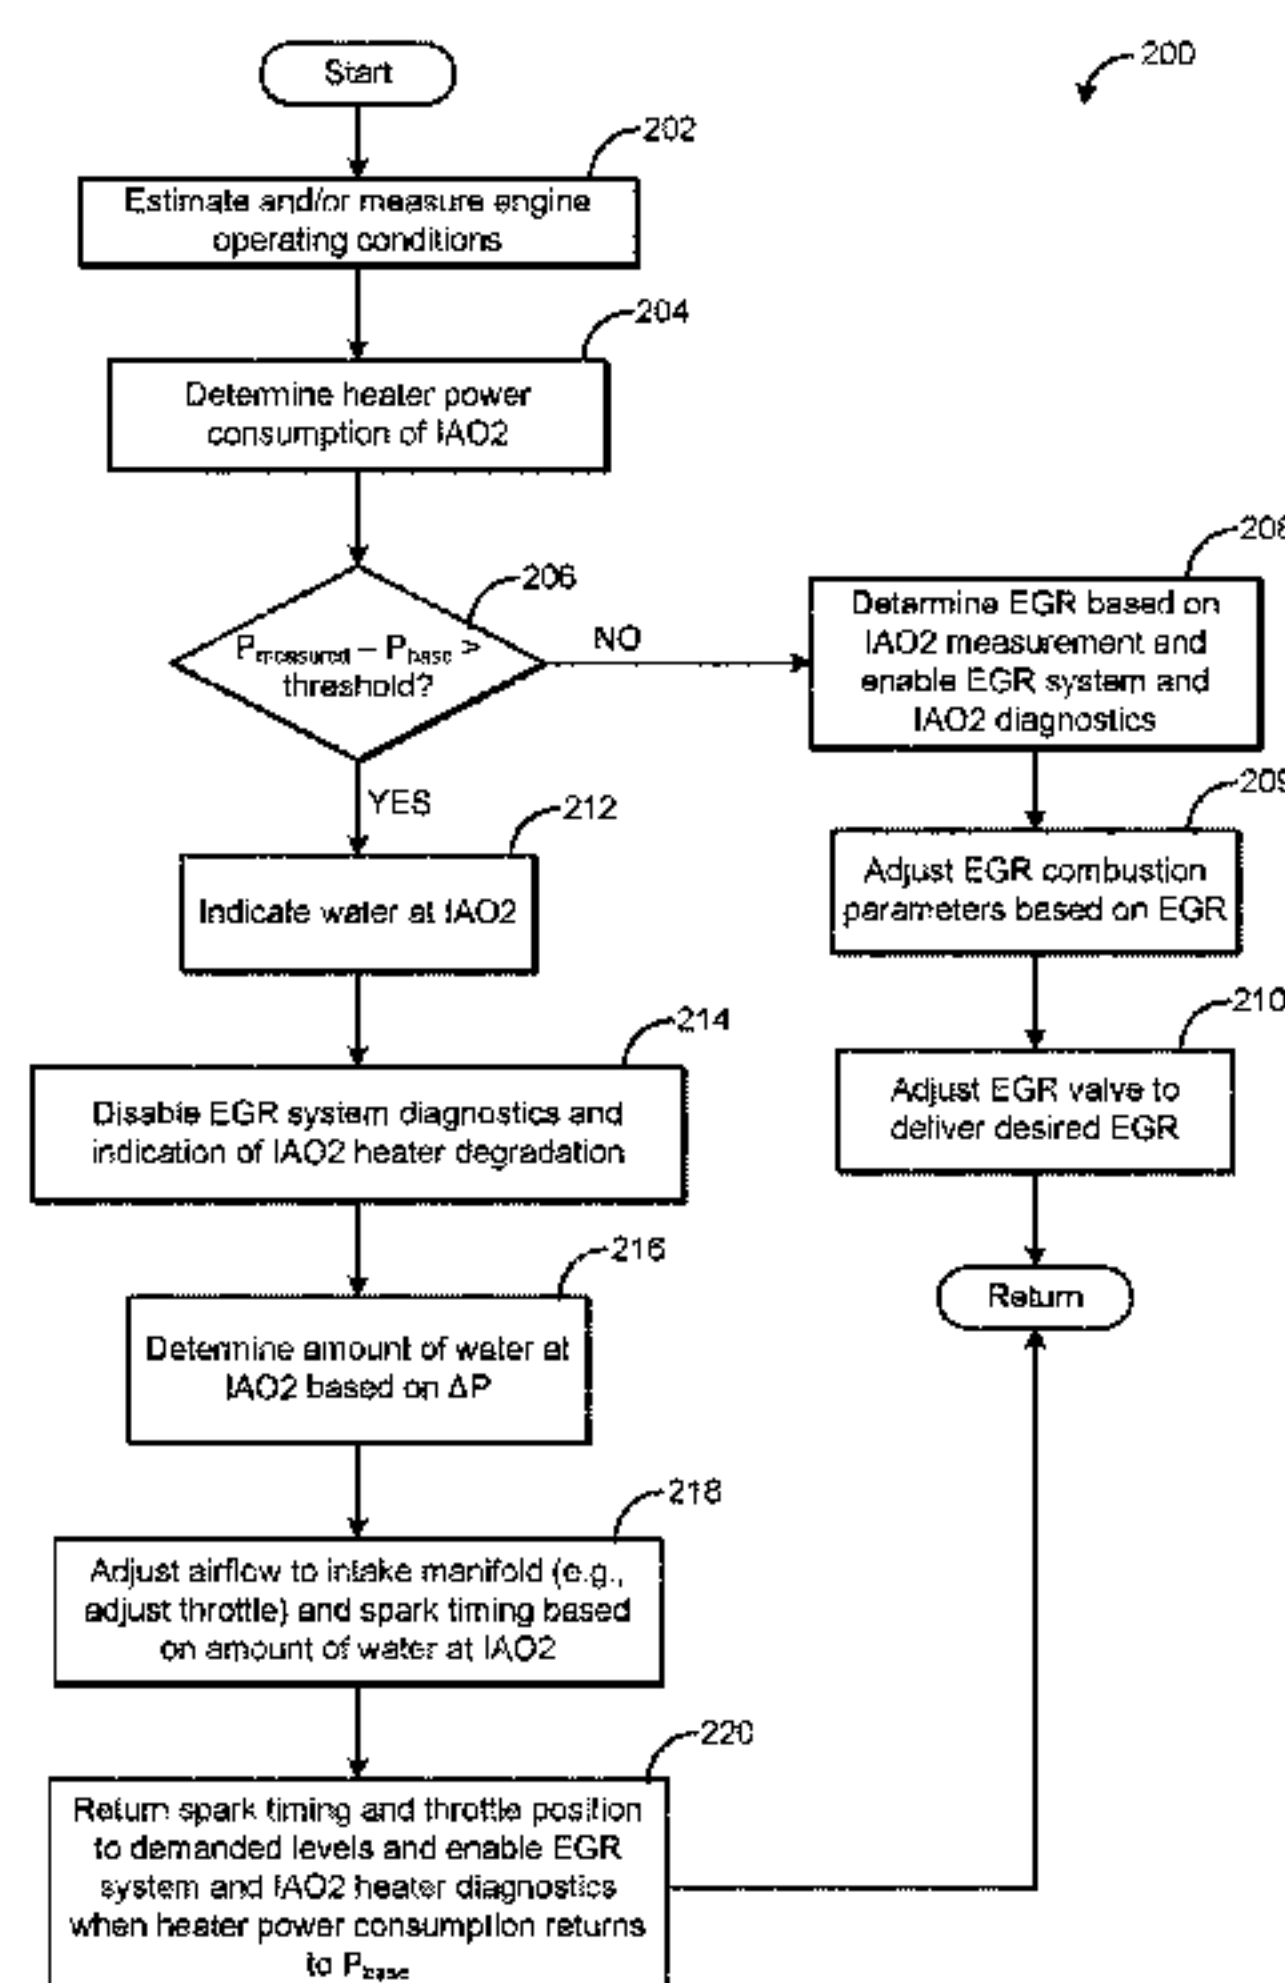 Start
200
202
Estimate and/or measure engine
operating conditions
204
Determine heater power
consumption of IAO2
206
P measured – P base >
threshold?
NO
208
Determine EGR based on
IAO2 measurement and
enable EGR system and
IAO2 diagnostics
YES
209
Adjust EGR combustion
parameters based on EGR
212
Indicate water at IAO2
210
Adjust EGR valve to
deliver desired EGR
214
Disable EGR system diagnostics and
indication of IAO2 heater degradation
Return
216
Determine amount of water at
IAO2 based on ΔP
218
Adjust airflow to intake manifold (e.g.,
adjust throttle) and spark timing based
on amount of water at IAO2
220
Return spark timing and throttle position
to demanded levels and enable EGR
system and IAO2 heater diagnostics
when heater power consumption returns
to P base